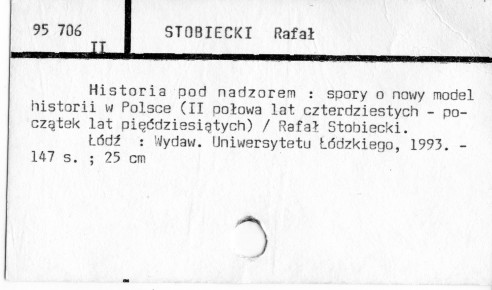 95 706 STOBIECKI Rafał
II
Historia pod nadzorem : spory o nowy model
historii w Polsce (II połowa lat czterdziestych - po-
czątek lat pięćdziesiątych) / Rafał Stobiecki.
Łódź : Wydaw. Uniwersytetu Łódzkiego, 1993. -
147 s. ; 25 cm